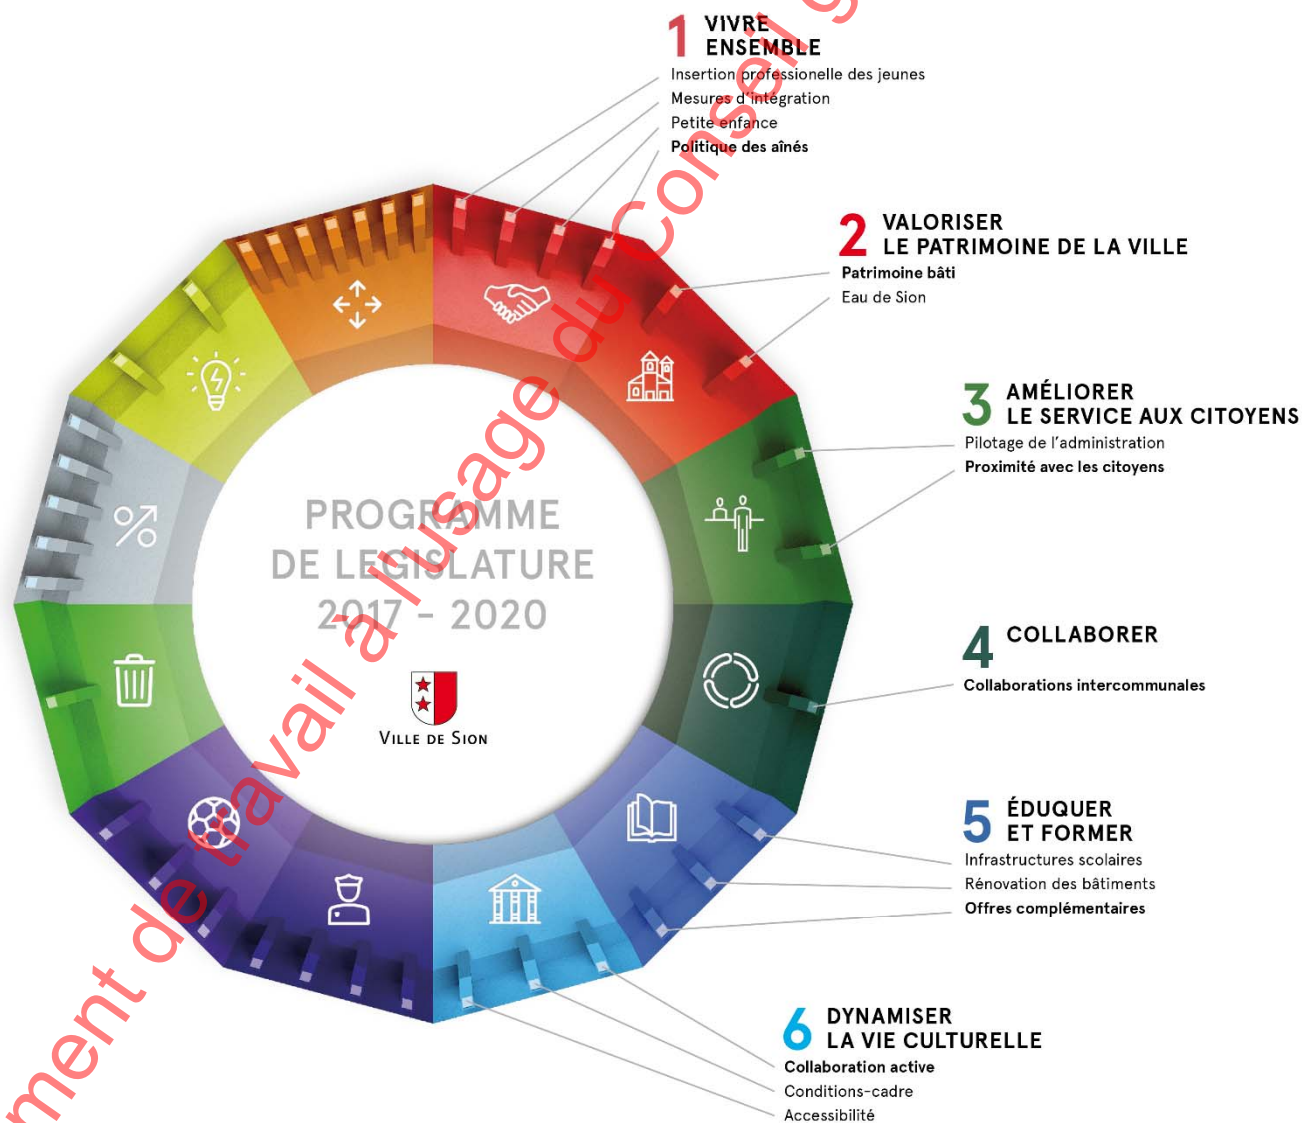 1 VIVRE
ENSEMBLE
Insertion professionelle des jeunes
Mesures d'intégration
Petite enfance
Politique des aînés
2 VALORISER
LE PATRIMOINE DE LA VILLE
Patrimoine bâti
Eau de Sion
3 AMÉLIORER
LE SERVICE AUX CITOYENS
Pilotage de l'administration
Proximité avec les citoyens
PROGRAMME
DE LEGISLATURE
2017 - 2020
VILLE DE SION
4 COLLABORER
Collaborations intercommunales
5 ÉDUQUER
ET FORMER
Infrastructures scolaires
Rénovation des bâtiments
Offres complémentaires
6 DYNAMISER
LA VIE CULTURELLE
Collaboration active
Conditions-cadre
Accessibilité
de travail à l'usage du Conseil